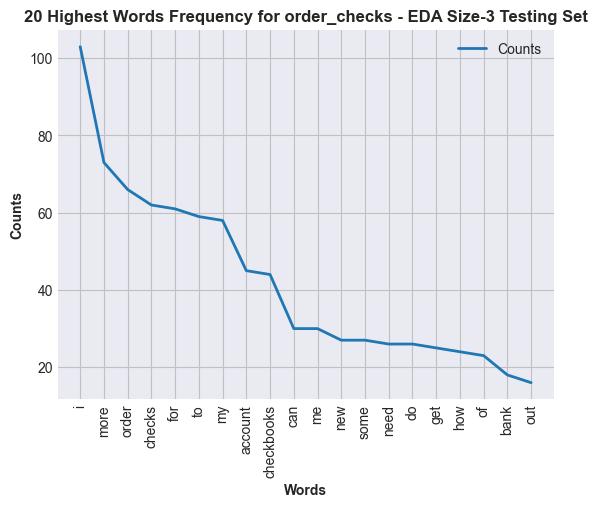 20 Highest Words Frequency for order_checks - EDA Size-3 Testing Set
Counts
100
80
60
40
20
Counts
i
more
order
checks
for
to
my
account
checkbooks
can
me
new
some
need
do
get
how
of
bank
out
Words